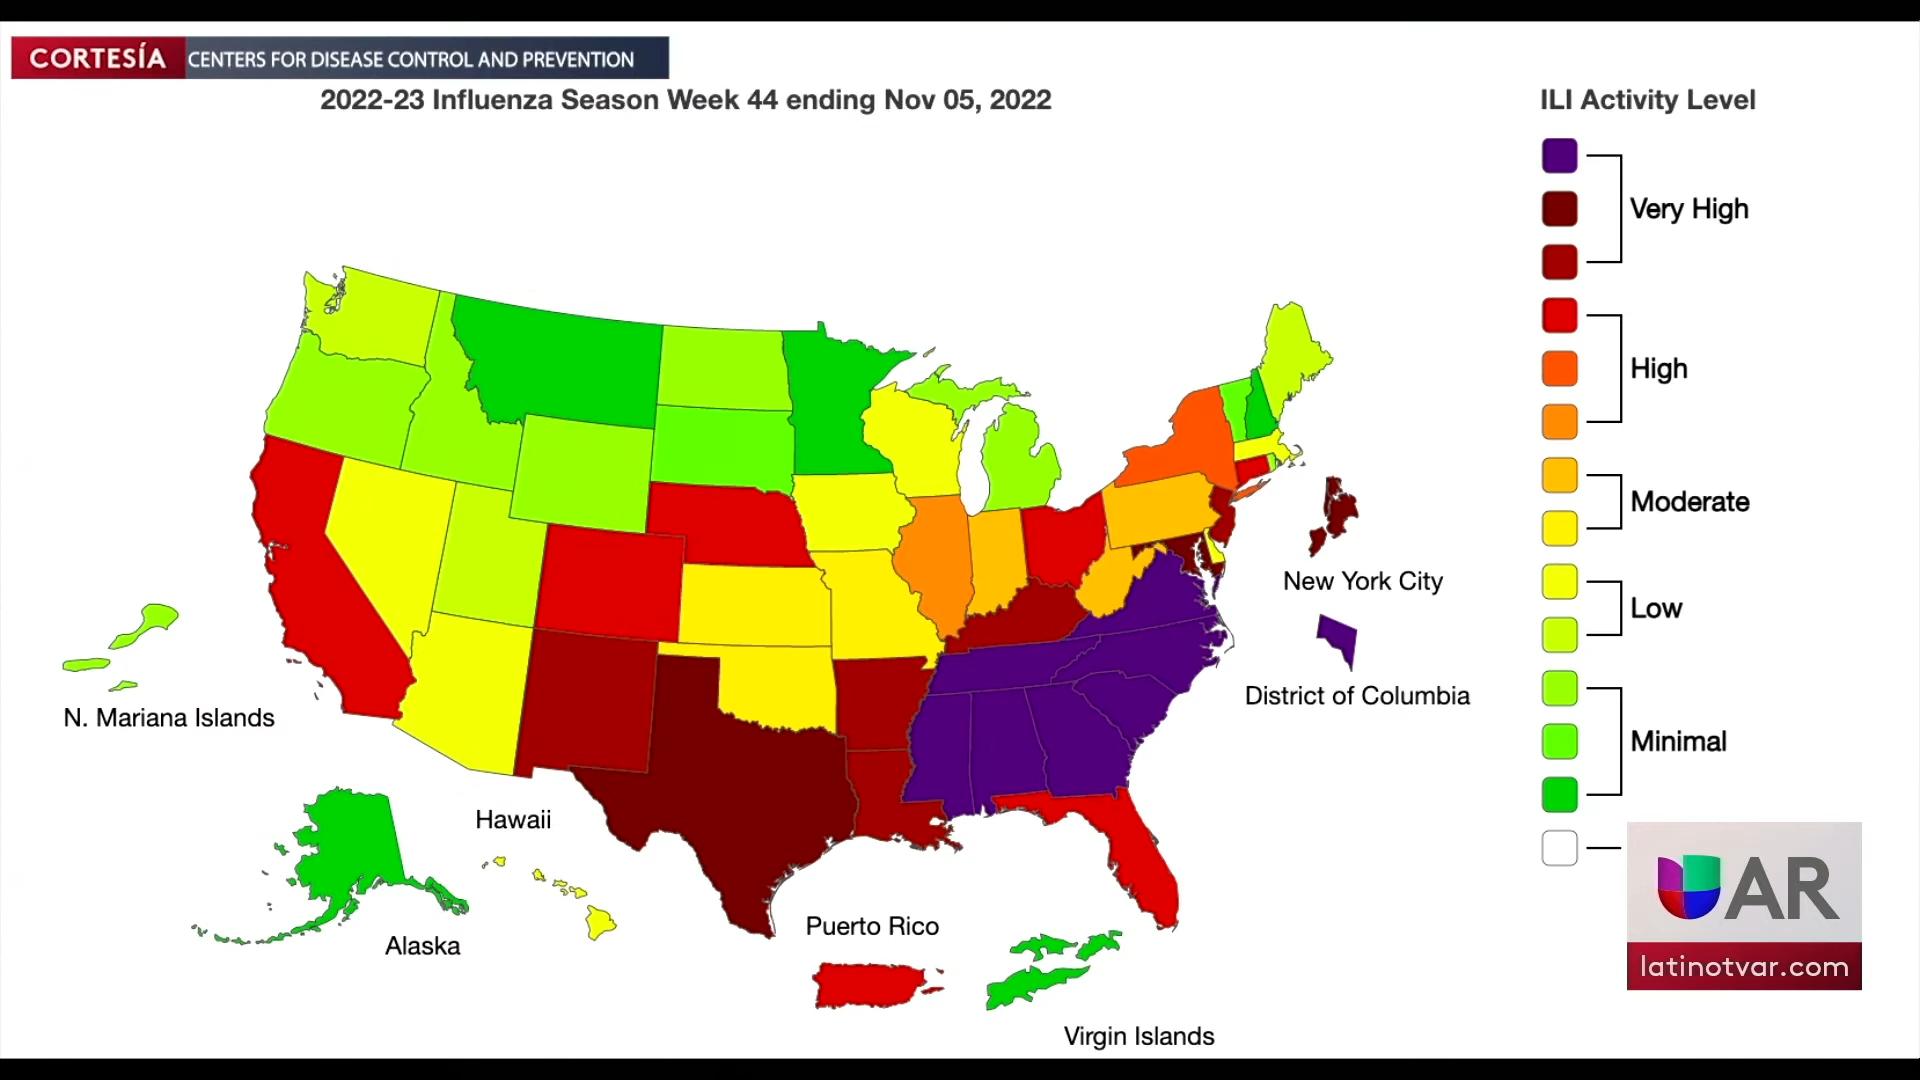 CORTESÍA CENTERS FOR DISEASE CONTROL AND PREVENTION
2022-23 Influenza Season Week 44 ending Nov 05, 2022
ILI Activity Level
Very High
High
Moderate
Low
Minimal
New York City
District of Columbia
N. Mariana Islands
Hawaii
Alaska
Puerto Rico
Virgin Islands
AR
latinotvar.com